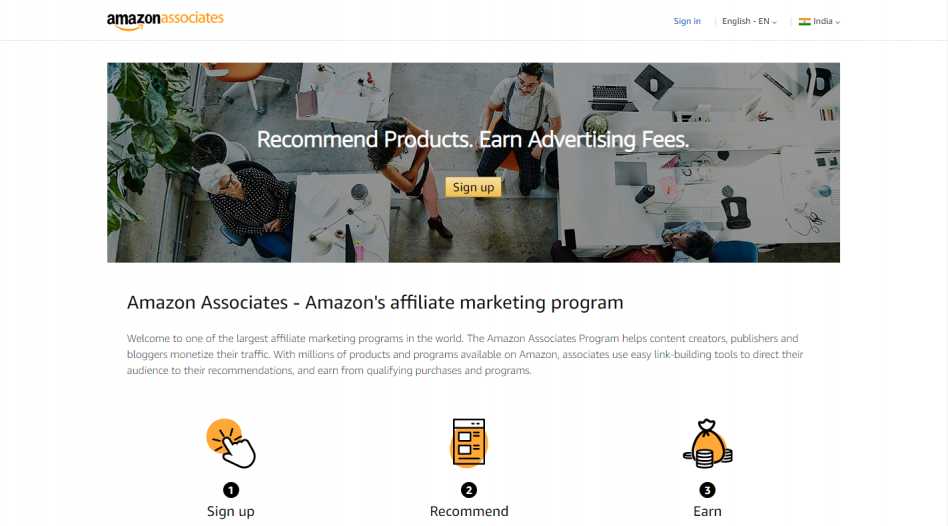 amazonassociates
Sign in
English - EN
India
Recommend Products. Earn Advertising Fees.
Sign up
Amazon Associates - Amazon's affiliate marketing program
Welcome to one of the largest affiliate marketing programs in the world. The Amazon Associates Program helps content creators, publishers and
bloggers monetize their traffic. With millions of products and programs available on Amazon, associates use easy link-building tools to direct their
audience to their recommendations, and earn from qualifying purchases and programs.
1
Sign up
2
Recommend
3
Earn